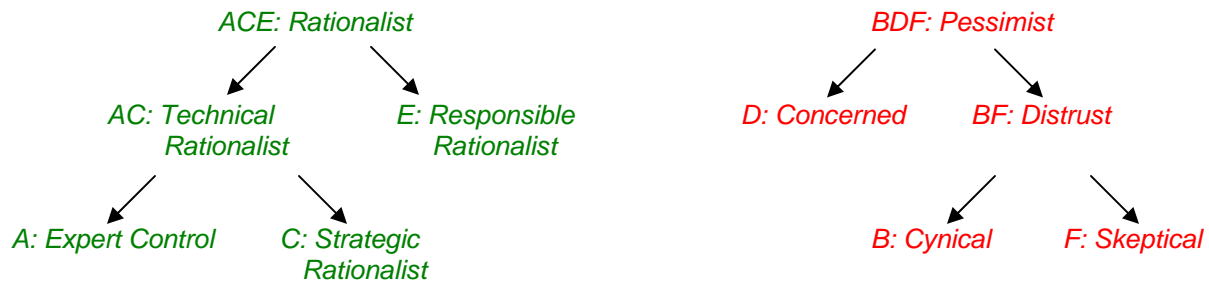 ACE: Rationalist
BDF: Pessimist
AC: Technical
Rationalist
E: Responsible
Rationalist
D: Concerned
BF: Distrust
A: Expert Control
C: Strategic
Rationalist
B: Cynical
F: Skeptical